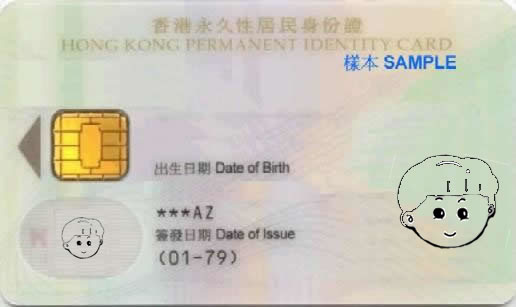 香港永久性居民身份證
HONG KONG PERMANENT IDENTITY CARD
樣本 SAMPLE
出生日期 Date of Birth
***AZ
簽發日期 Date of Issue
(01-79)